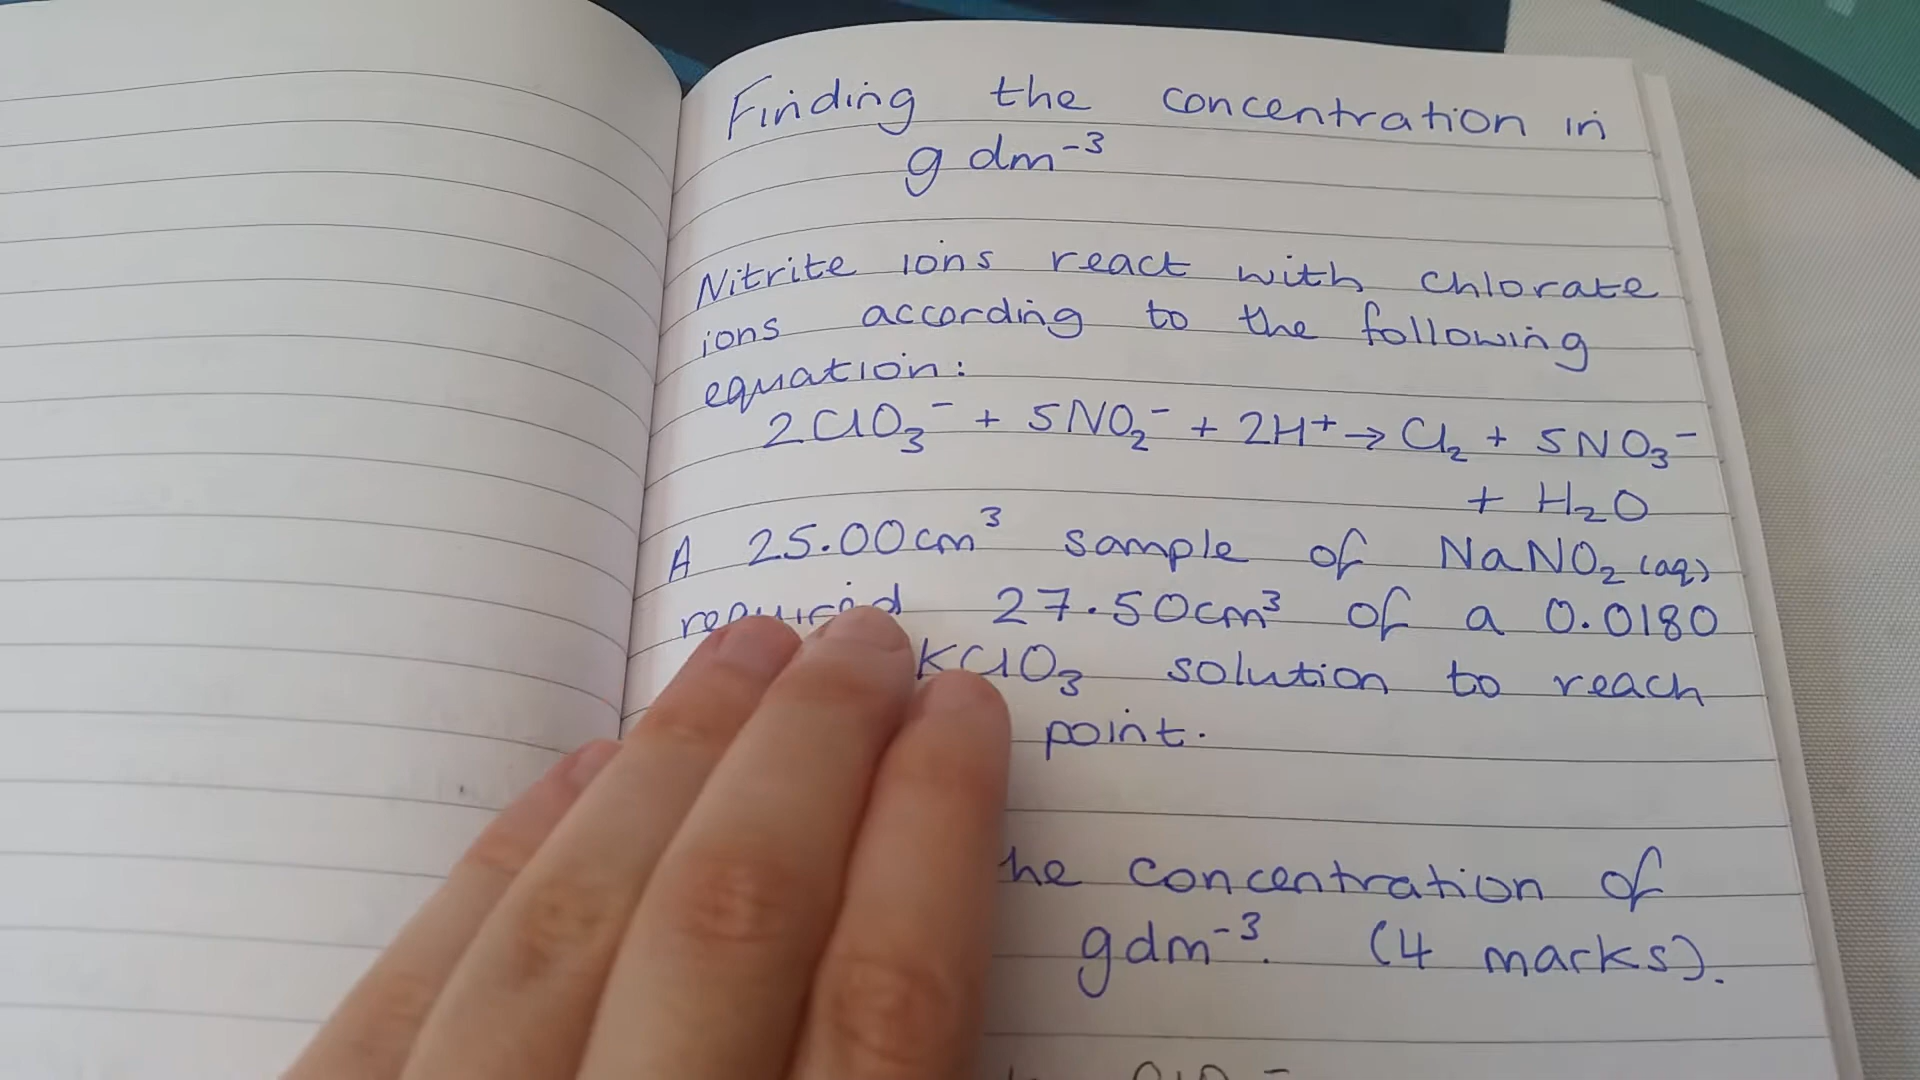 Finding the concentration in
g dm⁻³
Nitrite ions react with chlorate
ions according to the following
equation:
2ClO₃⁻ + 5NO₂⁻ + 2H⁺ → Cl₂ + 5NO₃⁻
+ H₂O
A 25.00cm³ sample of NaNO₂(aq)
required 27.50cm³ of a 0.0180
KClO₃ solution to reach
point.
he concentration of
gdm⁻³. (4 marks).